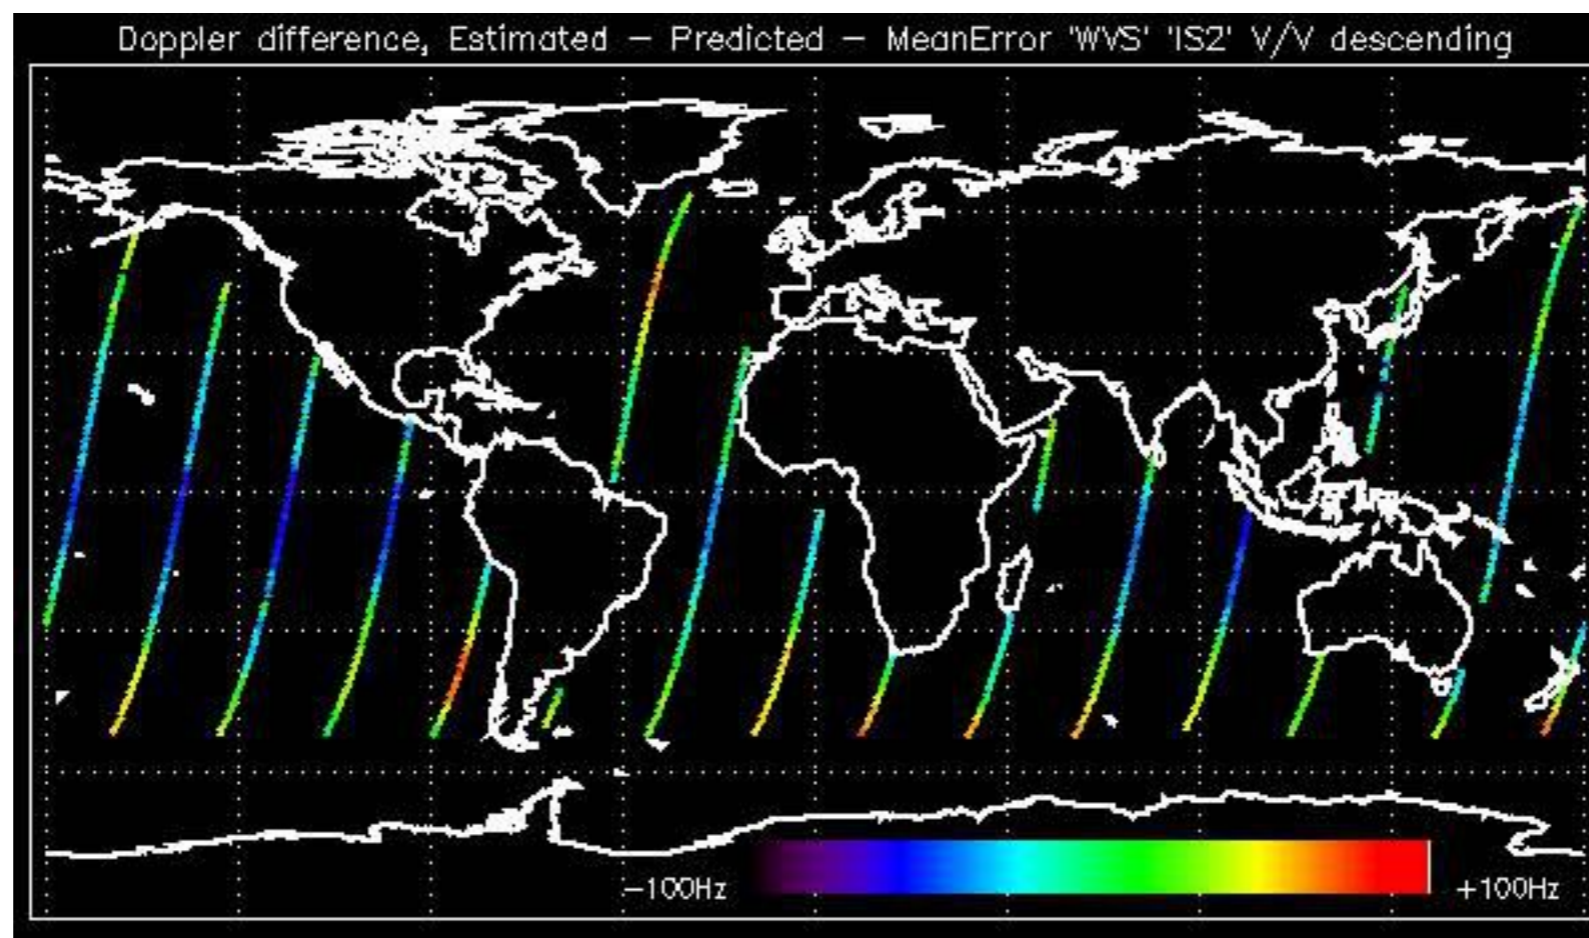 Doppler difference, Estimated – Predicted – MeanError 'WVS' 'IS2' V/V descending
-100Hz
+100Hz